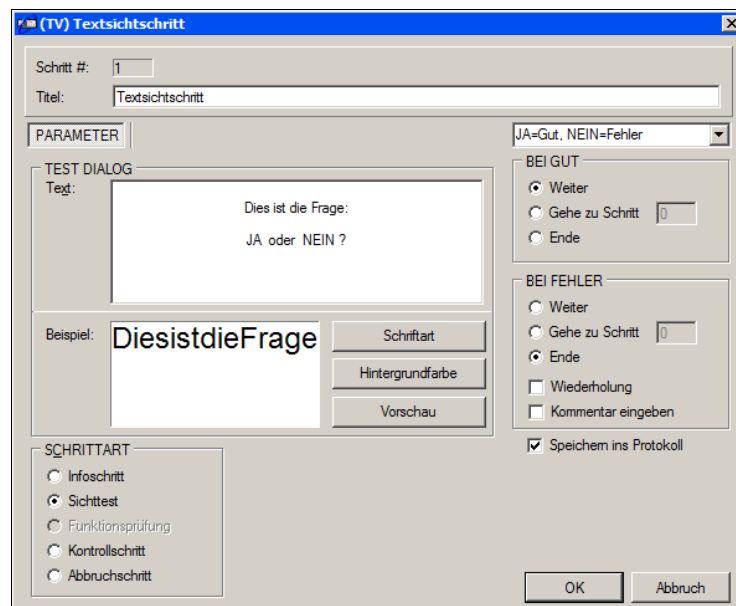 (TV) Textsichtschritt
Schritt #: 1
Titel: Textsichtschritt
PARAMETER
JA=Gut, NEIN=Fehler
TEST DIALOG
Text:
Dies ist die Frage:
JA oder NEIN ?
Beispiel:
DiesistdieFrage
Schriftart
Hintergrundfarbe
Vorschau
BEI GUT
Weiter
Gehe zu Schritt 0
Ende
BEI FEHLER
Weiter
Gehe zu Schritt 0
Ende
Wiederholung
Kommentar eingeben
Speichern ins Protokoll
SCHRITTART
Infoschritt
Sichttest
Funktionsprüfung
Kontrollschritt
Abbruchschritt
OK
Abbruch